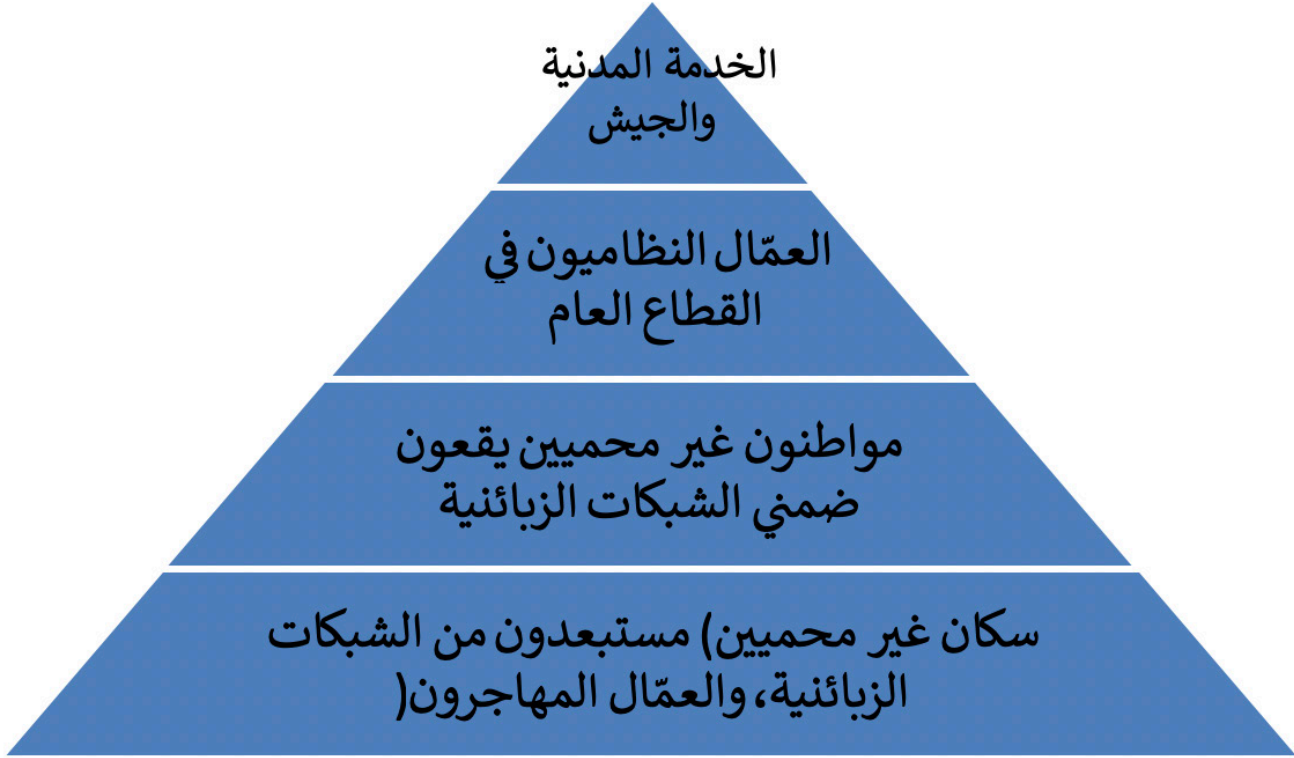 الخدمة المدنية
والجيش
العمّال النظاميون في
القطاع العام
مواطنون غير محميين يقعون
ضمني الشبكات الزبائنية
سكان غير محميين) مستبعدون من الشبكات
الزبائنية، والعمّال المهاجرون(